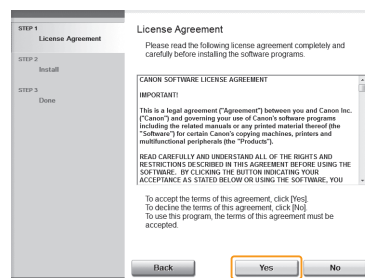 STEP 1
License Agreement
STEP 2
Install
STEP 3
Done
License Agreement
Please read the following license agreement completely and
carefully before installing the software programs.
CANON SOFTWARE LICENSE AGREEMENT
IMPORTANT!
This is a legal agreement ("Agreement") between you and Canon Inc.
("Canon") and governing your use of Canon's software programs
including the related manuals or any printed material thereof (the
"Software") for certain Canon's copying machines, printers and
multifunctional peripherals (the "Products").
READ CAREFULLY AND UNDERSTAND ALL OF THE RIGHTS AND
RESTRICTIONS DESCRIBED IN THIS AGREEMENT BEFORE USING THE
SOFTWARE. BY CLICKING THE BUTTON INDICATING YOUR
ACCEPTANCE AS STATED BELOW OR USING THE SOFTWARE, YOU
To accept the terms of this agreement, click [Yes].
To decline the terms of this agreement, click [No].
To use this program, the terms of this agreement must be
accepted.
Back
Yes
No